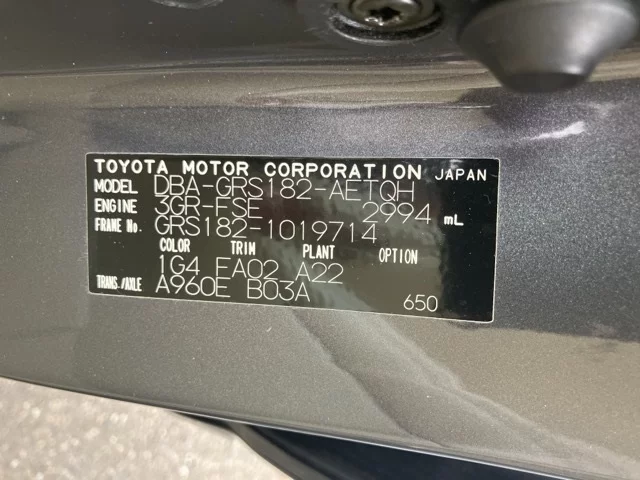 TOYOTA MOTOR CORPORATION JAPAN
MODEL DBA-GRS182-AETQH
ENGINE 3GR-FSE 2994 mL
FRAME No. GRS182-1019714
COLOR TRIM PLANT OPTION
1G4 FA02 A22
TRANS./AXLE A960E B03A
650